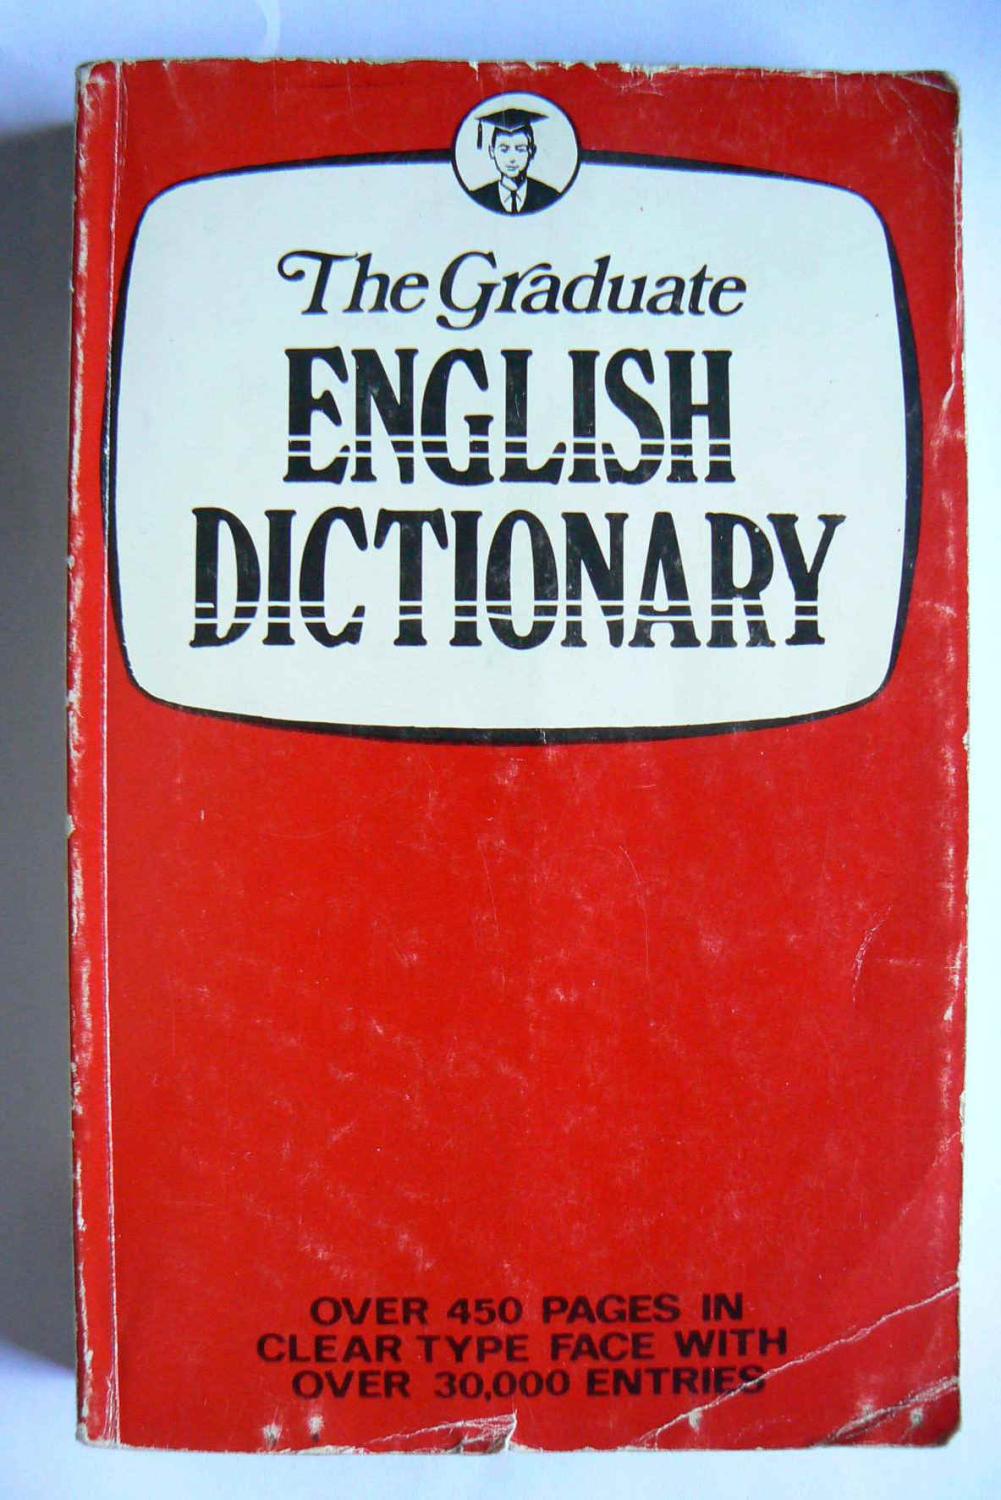 The Graduate
ENGLISH
DICTIONARY
OVER 450 PAGES IN
CLEAR TYPE FACE WITH
OVER 30,000 ENTRIES